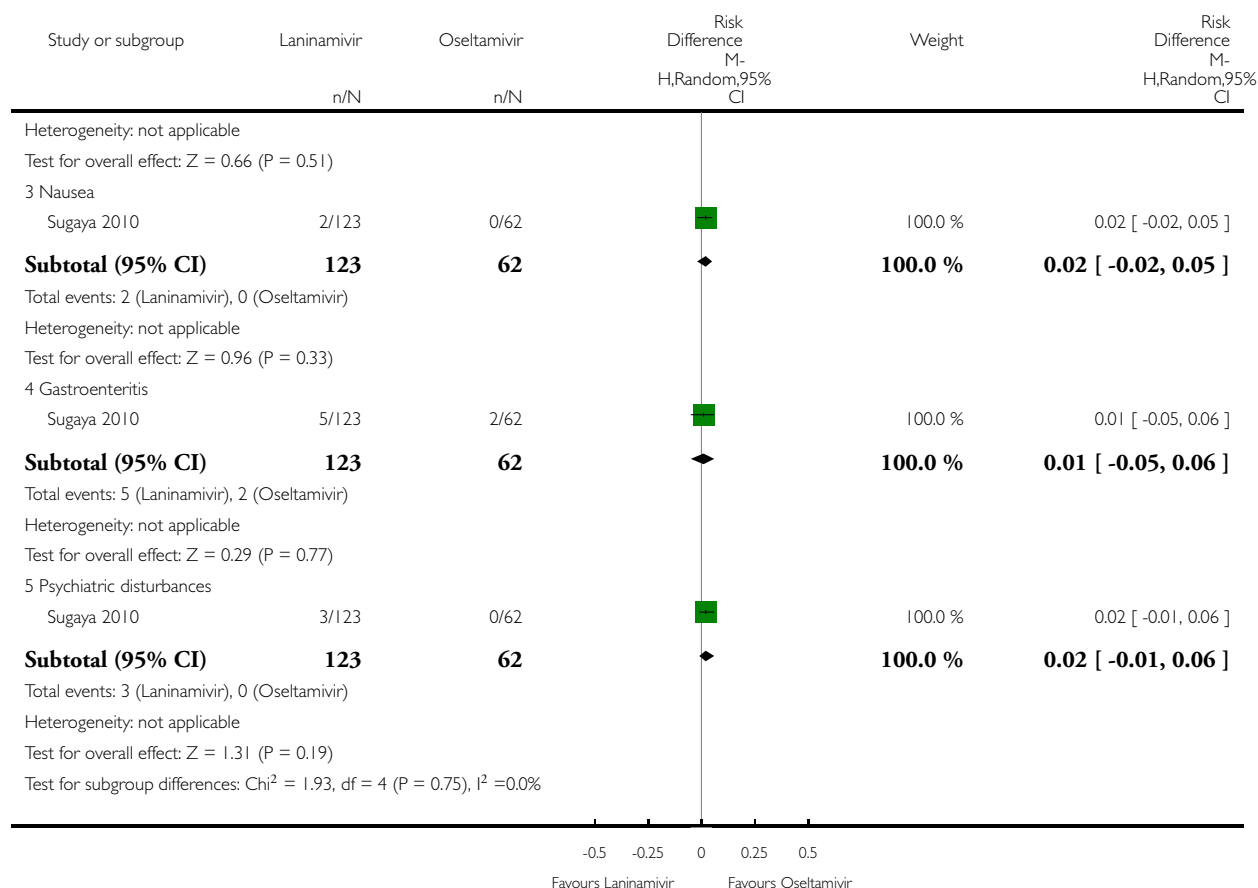 Study or subgroup Laninamivir Oseltamivir Risk Difference Weight Risk Difference
M-H,Random,95% CI M-H,Random,95% CI
n/N n/N
Heterogeneity: not applicable
Test for overall effect: Z = 0.66 (P = 0.51)
3 Nausea
Sugaya 2010 2/123 0/62 100.0 % 0.02 [ -0.02, 0.05 ]
Subtotal (95% CI) 123 62 100.0 % 0.02 [ -0.02, 0.05 ]
Total events: 2 (Laninamivir), 0 (Oseltamivir)
Heterogeneity: not applicable
Test for overall effect: Z = 0.96 (P = 0.33)
4 Gastroenteritis
Sugaya 2010 5/123 2/62 100.0 % 0.01 [ -0.05, 0.06 ]
Subtotal (95% CI) 123 62 100.0 % 0.01 [ -0.05, 0.06 ]
Total events: 5 (Laninamivir), 2 (Oseltamivir)
Heterogeneity: not applicable
Test for overall effect: Z = 0.29 (P = 0.77)
5 Psychiatric disturbances
Sugaya 2010 3/123 0/62 100.0 % 0.02 [ -0.01, 0.06 ]
Subtotal (95% CI) 123 62 100.0 % 0.02 [ -0.01, 0.06 ]
Total events: 3 (Laninamivir), 0 (Oseltamivir)
Heterogeneity: not applicable
Test for overall effect: Z = 1.31 (P = 0.19)
Test for subgroup differences: Chi² = 1.93, df = 4 (P = 0.75), I² =0.0%
-0.5 -0.25 0 0.25 0.5
Favours Laninamivir Favours Oseltamivir